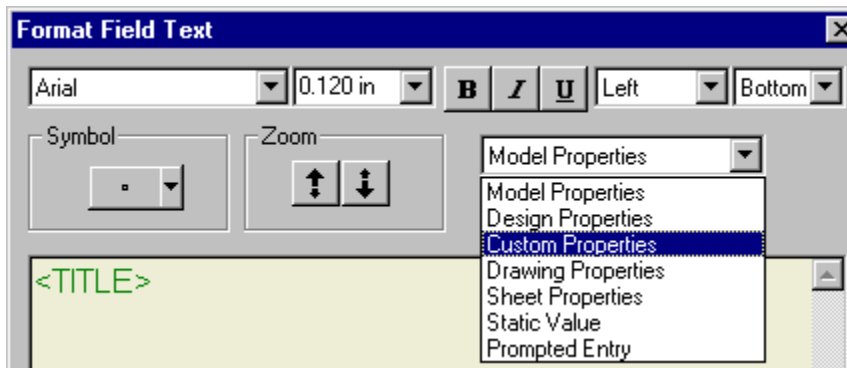 Format Field Text
Arial 0.120 in B I U Left Bottom
Symbol Zoom
Model Properties
Model Properties
Design Properties
Custom Properties
<TITLE>
Drawing Properties
Sheet Properties
Static Value
Prompted Entry